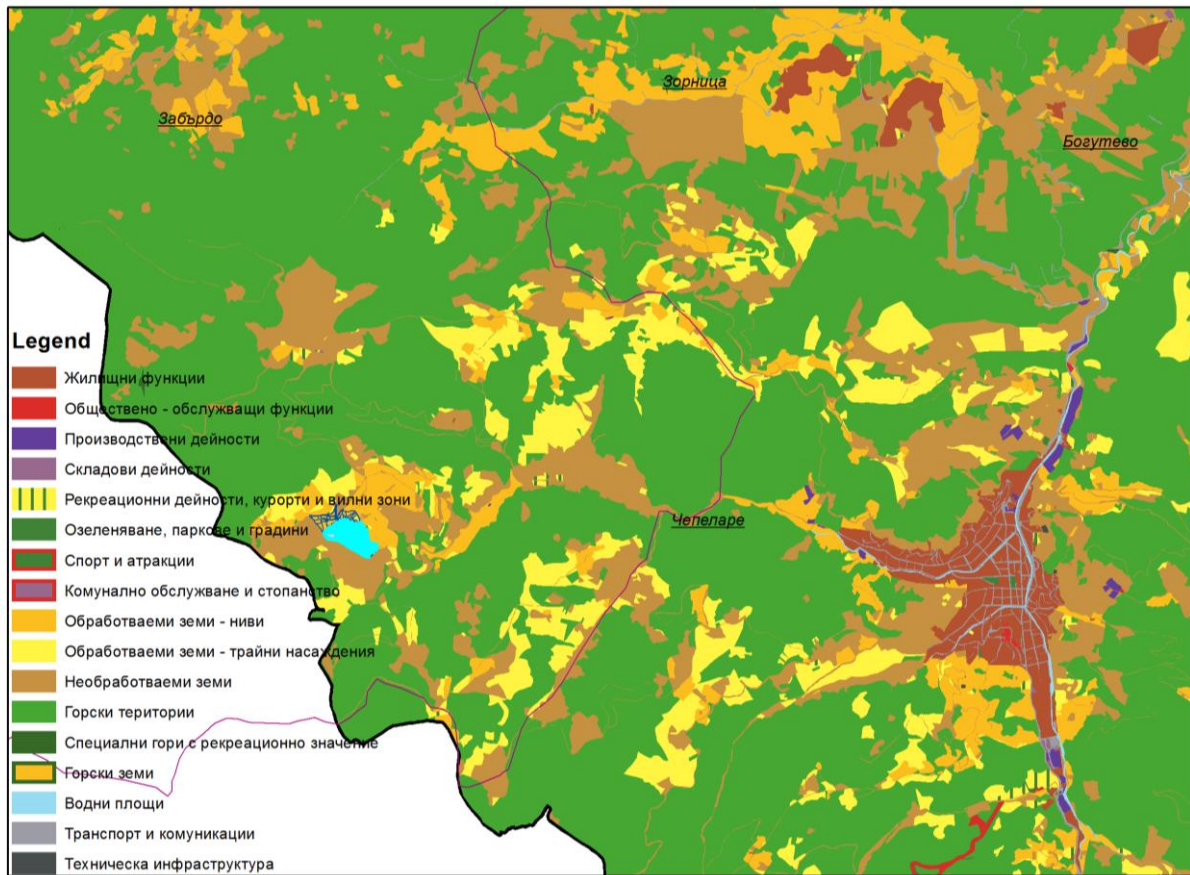 Зорница
Забърдо
Богутево
Чепеларе
Legend
Жилищни функции
Обществено - обслужващи функции
Производствени дейности
Складови дейности
Рекреационни дейности, курорти и вилни зони
Озеленяване, паркове и градини
Спорт и атракции
Комунално обслужване и стопанство
Обработваеми земи - ниви
Обработваеми земи - трайни насаждения
Необработваеми земи
Горски територии
Специални гори с рекреационно значение
Горски земи
Водни площи
Транспорт и комуникации
Техническа инфраструктура